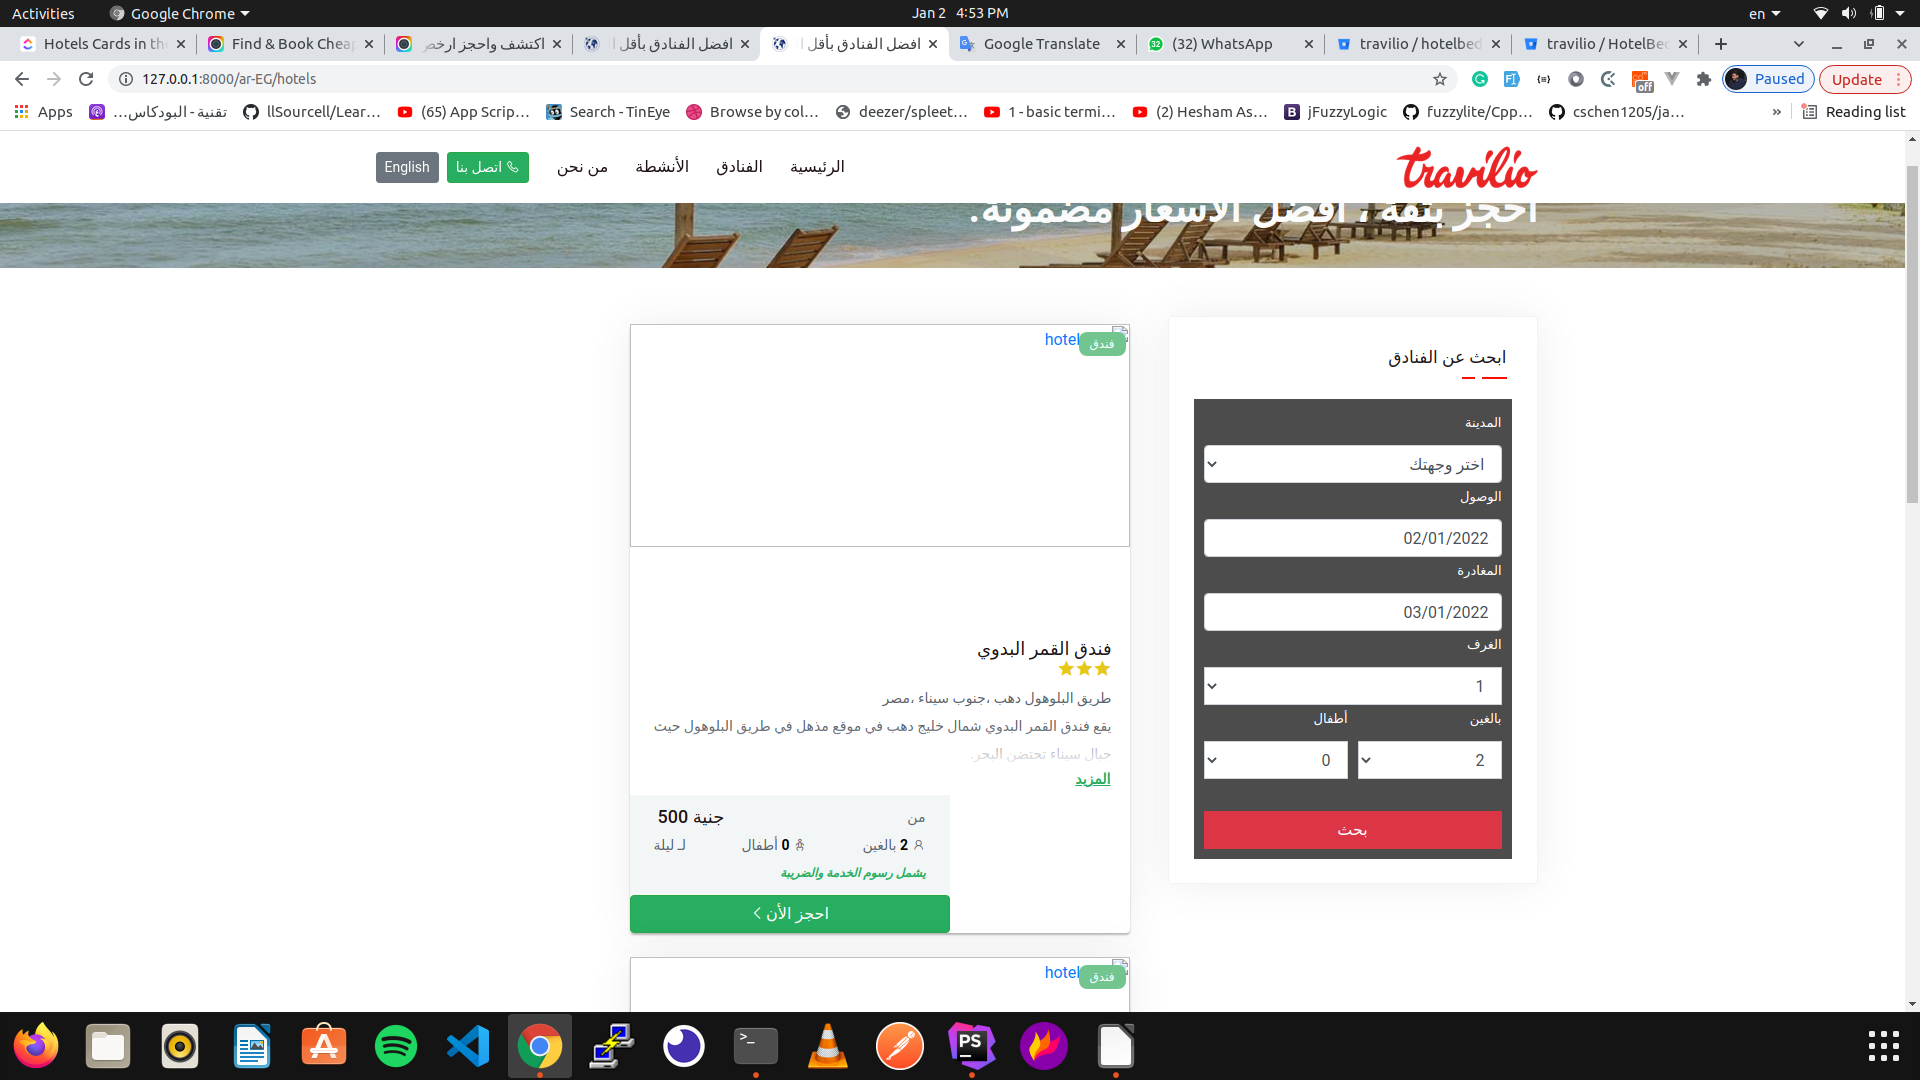 Activities
Google Chrome
Jan 2 4:53 PM
en
Hotels Cards in th
Find & Book Cheap
اكتشف واحجز ارخص
افضل الفنادق بأقل ا
افضل الفنادق بأقل ا
Google Translate
(32) WhatsApp
travilio / hotelbed
travilio / HotelBed
127.0.0.1:8000/ar-EG/hotels
off
Paused
Update
Apps
تقنية - البودكاس...
llSourcell/Lear...
(65) App Scrip...
Search - TinEye
Browse by col...
deezer/spleet...
1 - basic termi...
(2) Hesham As...
jFuzzyLogic
fuzzylite/Cpp...
cschen1205/ja...
»
Reading list
travilio
الرئيسية
الفنادق
الأنشطة
من نحن
اتصل بنا
English
احجز بثقة ، افضل الاسعار مضمونة.
ابحث عن الفنادق
المدينة
اختر وجهتك
الوصول
02/01/2022
المغادرة
03/01/2022
الغرف
1
بالغين
أطفال
2
0
بحث
hotel
فندق
فندق القمر البدوي
طريق البلوهول دهب ،جنوب سيناء ،مصر
يقع فندق القمر البدوي شمال خليج دهب في موقع مذهل في طريق البلوهول حيث
جبال سيناء تحتضن البحر.
المزيد
من
500 جنية
2 بالغين
0 أطفال
لـ ليلة
يشمل رسوم الخدمة والضريبة
احجز الأن
hotel
فندق
PS